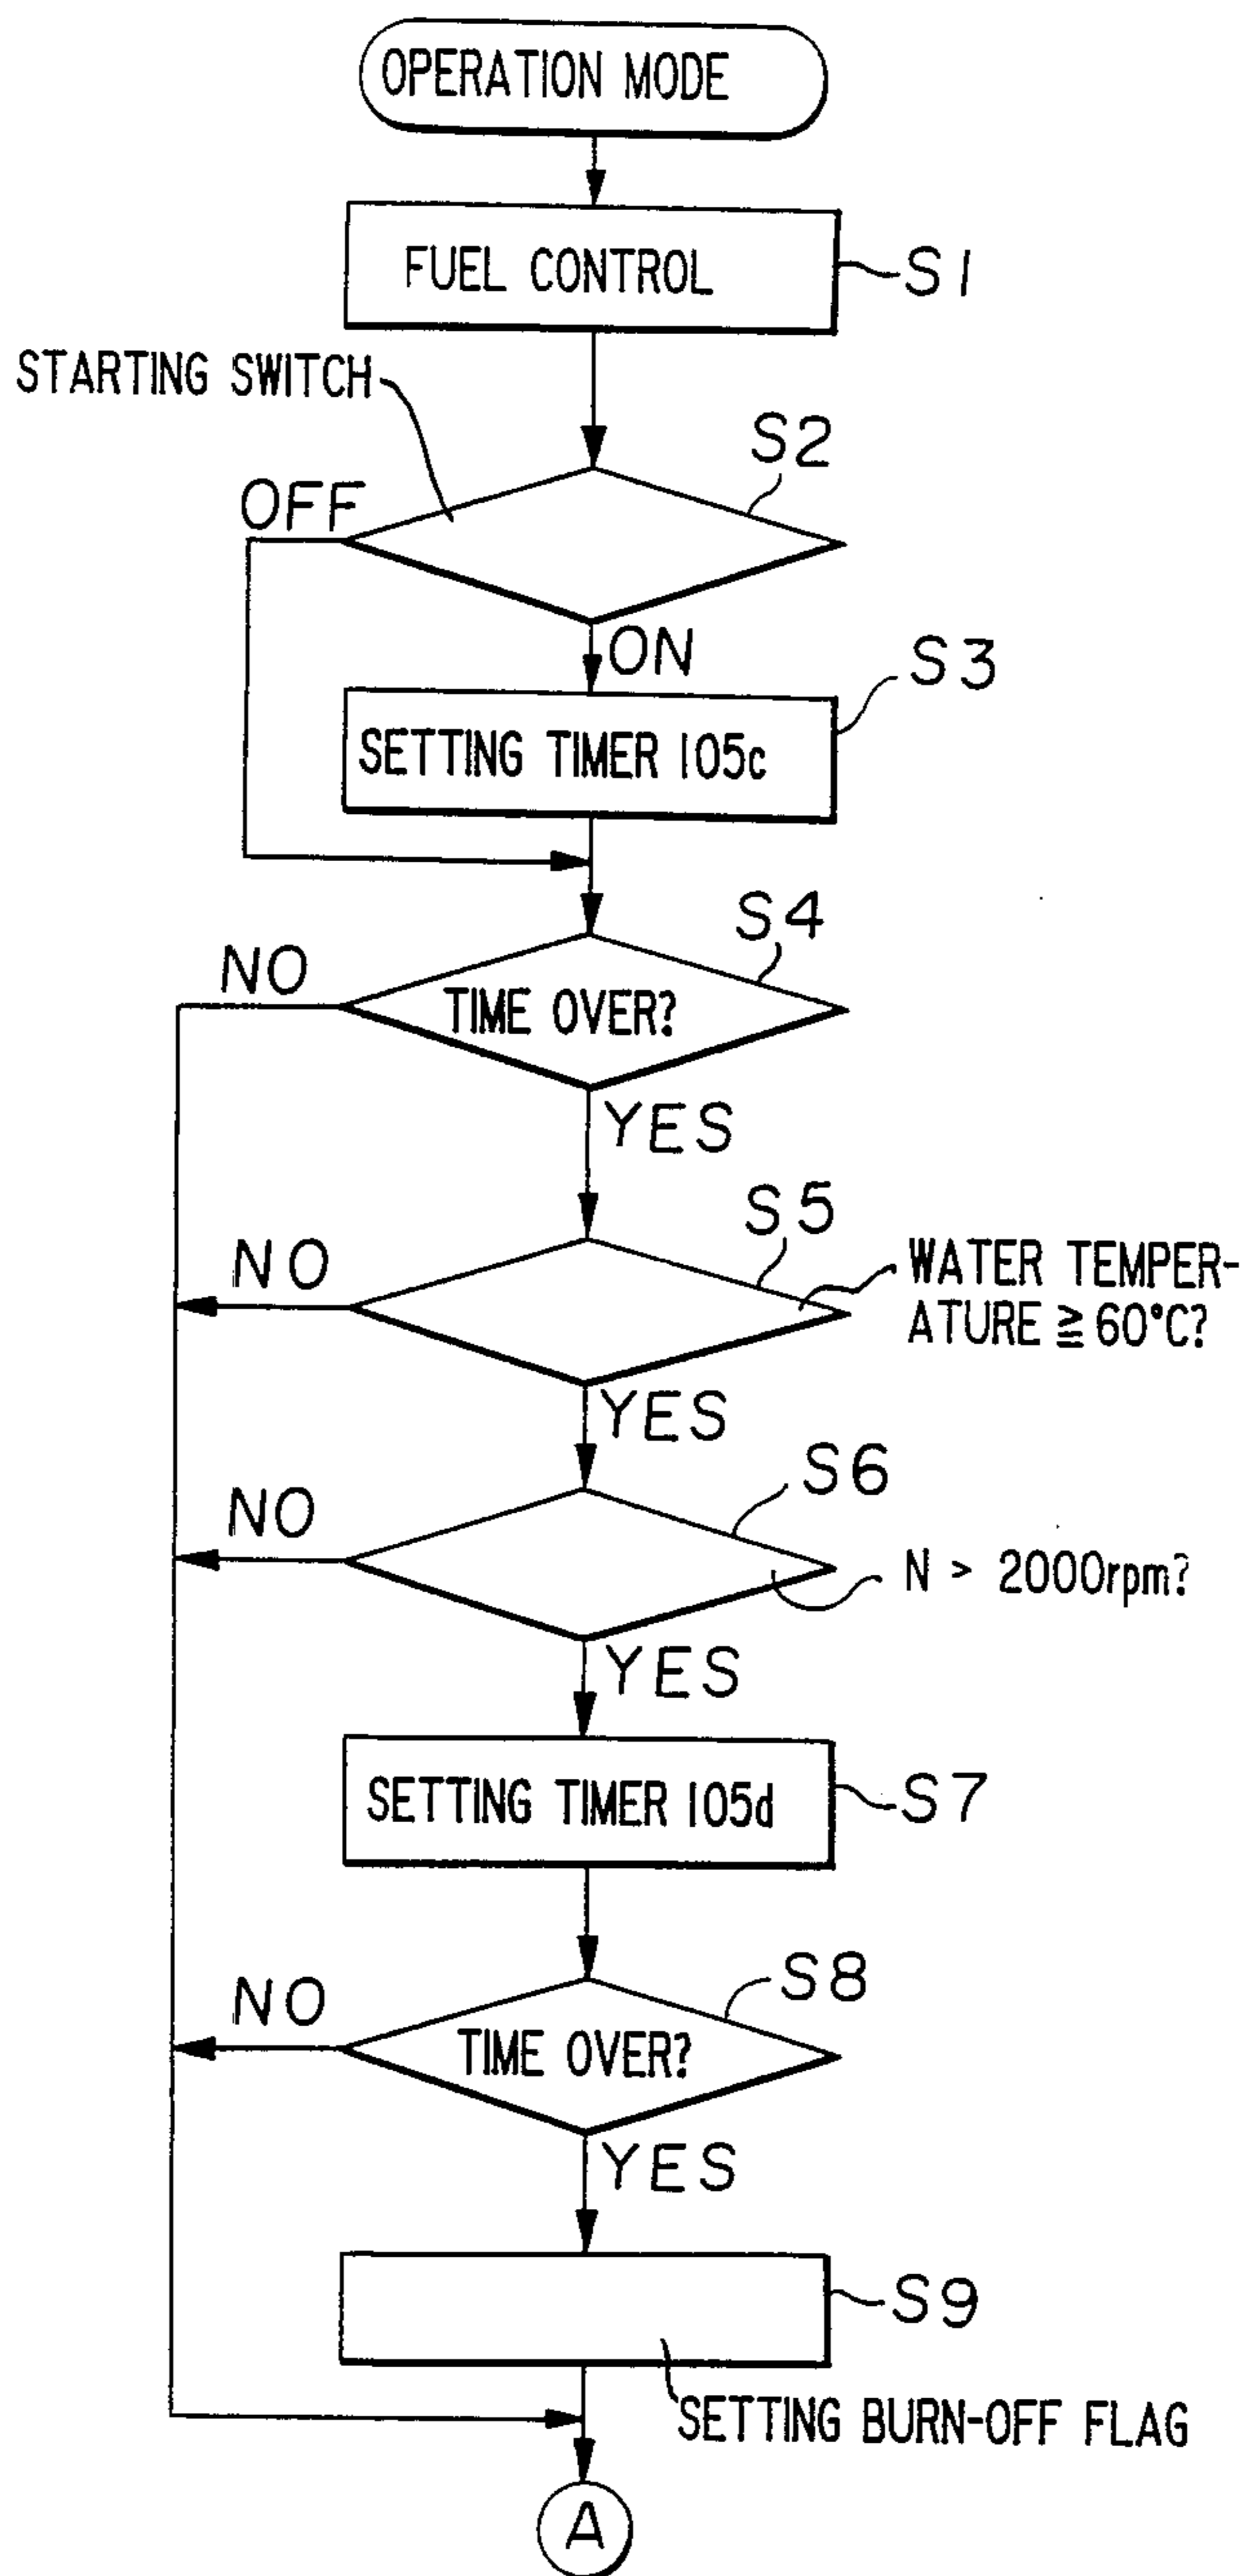 OPERATION MODE
FUEL CONTROL
S1
STARTING SWITCH
S2
OFF
ON
S3
SETTING TIMER 105c
S4
NO
TIME OVER?
YES
S5
NO
WATER TEMPER-
ATURE ≧ 60°C?
YES
S6
NO
N > 2000rpm?
YES
SETTING TIMER 105d
S7
S8
NO
TIME OVER?
YES
S9
SETTING BURN-OFF FLAG
A